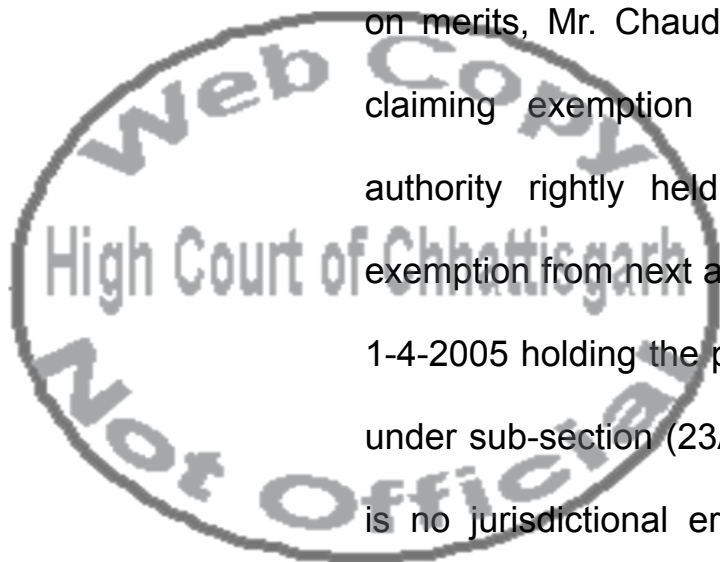 on merits, Mr. Chaud
claiming exemption
authority rightly held
exemption from next a
1-4-2005 holding the p
under sub-section (23A
is no jurisdictional er
Web Copy
High Court of Chhattisgarh
Not Official